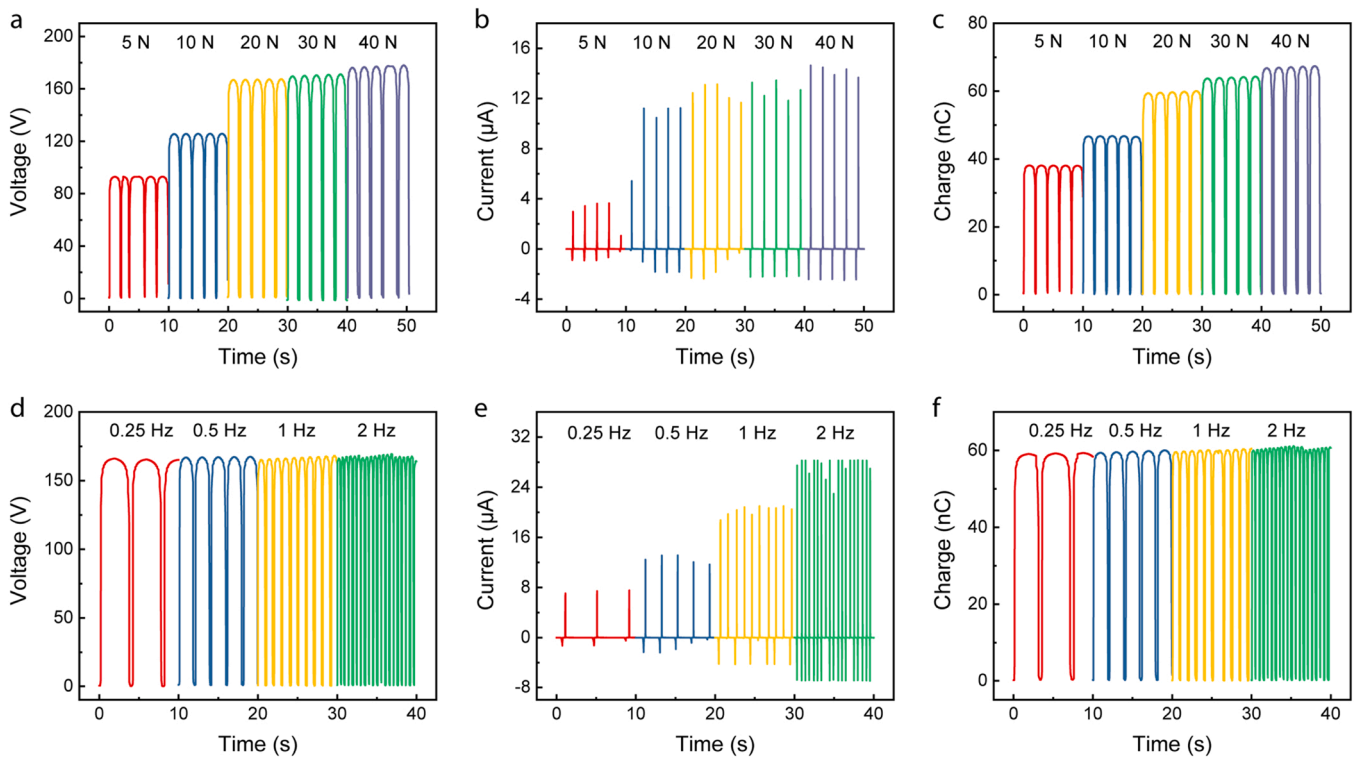 a
5 N 10 N 20 N 30 N 40 N
200
160
120
80
40
0
Voltage (V)
0 10 20 30 40 50
Time (s)
b
5 N 10 N 20 N 30 N 40 N
16
12
8
4
0
-4
Current (μA)
0 10 20 30 40 50
Time (s)
c
5 N 10 N 20 N 30 N 40 N
80
60
40
20
0
Charge (nC)
0 10 20 30 40 50
Time (s)
d
0.25 Hz 0.5 Hz 1 Hz 2 Hz
200
150
100
50
0
Voltage (V)
0 10 20 30 40
Time (s)
e
0.25 Hz 0.5 Hz 1 Hz 2 Hz
32
24
16
8
0
-8
Current (μA)
0 10 20 30 40
Time (s)
f
0.25 Hz 0.5 Hz 1 Hz 2 Hz
60
40
20
0
Charge (nC)
0 10 20 30 40
Time (s)